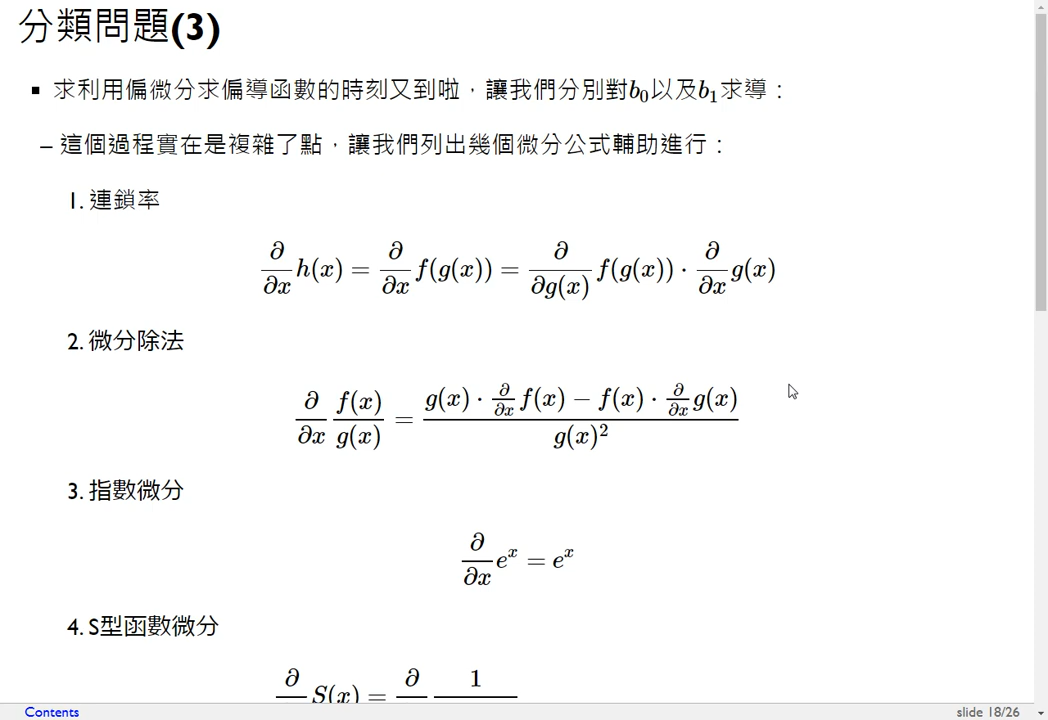 分類問題(3)
▪ 求利用偏微分求偏導函數的時刻又到啦，讓我們分別對b₀以及b₁求導：
– 這個過程實在是複雜了點，讓我們列出幾個微分公式輔助進行：
1. 連鎖率
∂/∂x h(x) = ∂/∂x f(g(x)) = ∂/∂g(x) f(g(x)) · ∂/∂x g(x)
2. 微分除法
∂/∂x f(x)/g(x) = (g(x) · ∂/∂x f(x) − f(x) · ∂/∂x g(x)) / g(x)²
3. 指數微分
∂/∂x eˣ = eˣ
4. S型函數微分
∂ S(x) = ∂ 1
Contents
slide 18/26